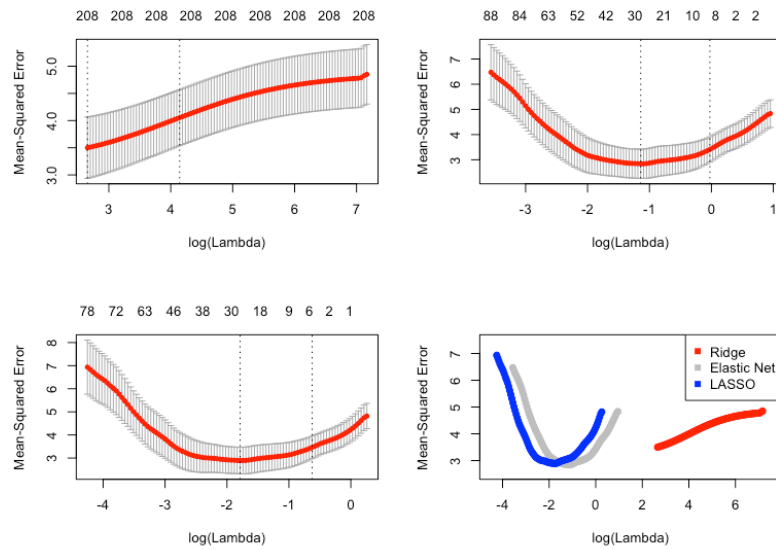 208 208 208 208 208 208 208 208
Mean-Squared Error
3.0 4.0 5.0
3 4 5 6 7
log(Lambda)
88 84 63 52 42 30 21 10 8 2 2
Mean-Squared Error
3 4 5 6 7
-3 -2 -1 0 1
log(Lambda)
78 72 63 46 38 30 18 9 6 2 1
Mean-Squared Error
3 4 5 6 7 8
-4 -3 -2 -1 0
log(Lambda)
Mean-Squared Error
3 4 5 6 7
Ridge
Elastic Net
LASSO
-4 -2 0 2 4 6
log(Lambda)